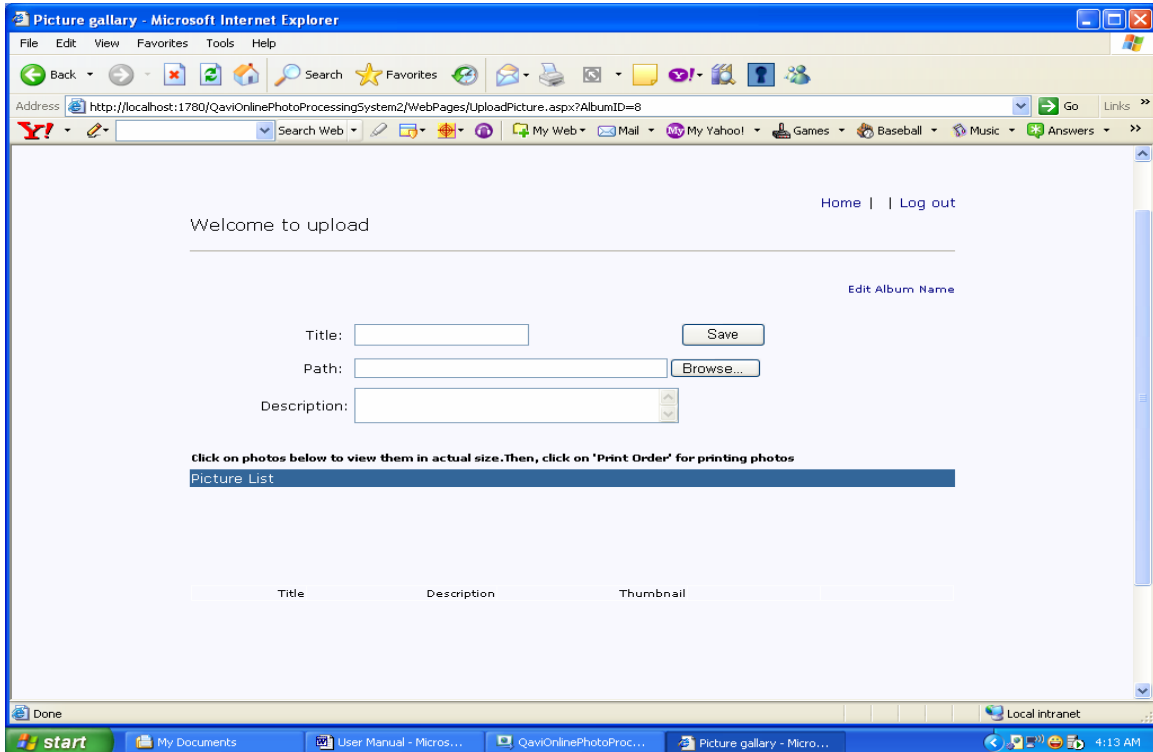 Picture gallary - Microsoft Internet Explorer
File Edit View Favorites Tools Help
Back Search Favorites
Address http://localhost:1780/QaviOnlinePhotoProcessingSystem2/WebPages/UploadPicture.aspx?AlbumID=8 Go Links »
Y! Search Web My Web Mail My My Yahoo! Games Baseball Music Answers »
Home | | Log out
Welcome to upload
Edit Album Name
Title: Save
Path: Browse...
Description:
Click on photos below to view them in actual size.Then, click on 'Print Order' for printing photos
Picture List
Title Description Thumbnail
Done Local intranet
start My Documents User Manual - Micros... QaviOnlinePhotoProc... Picture gallary - Micro... 4:13 AM